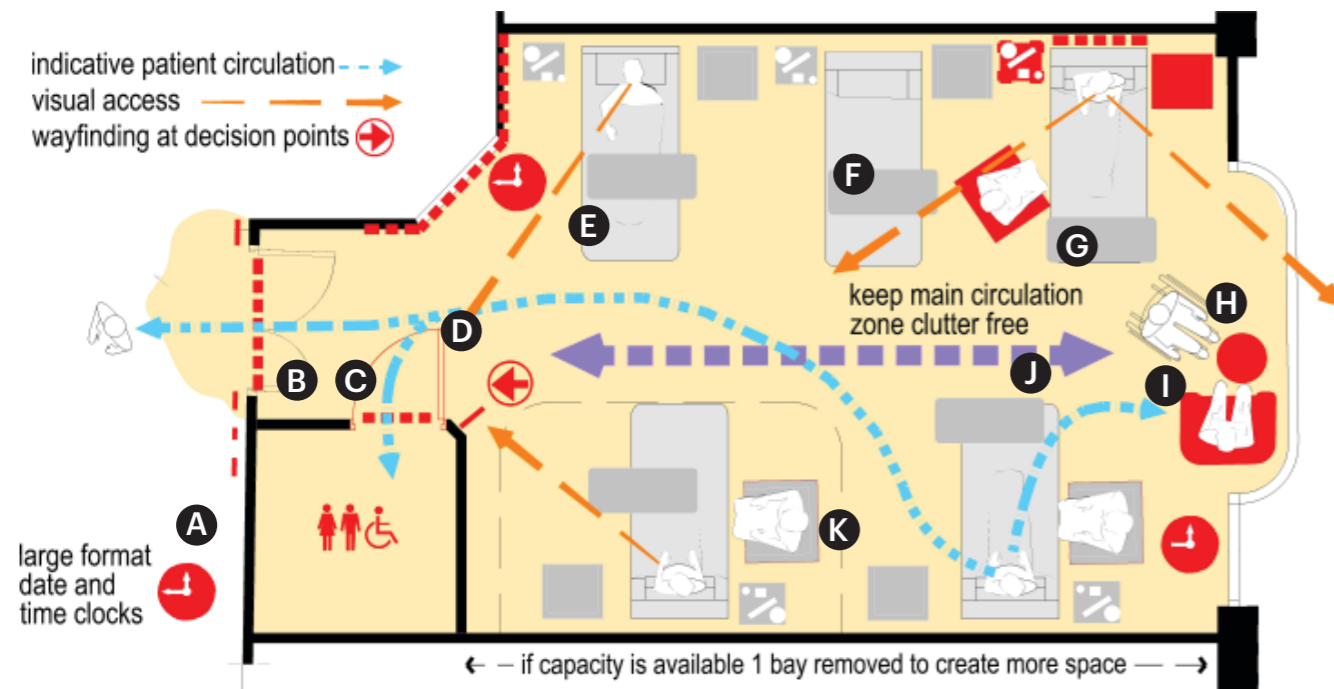 indicative patient circulation
visual access
wayfinding at decision points
E
F
G
D
keep main circulation
zone clutter free
H
B
C
J
I
A
K
large format
date and
time clocks
if capacity is available 1 bay removed to create more space